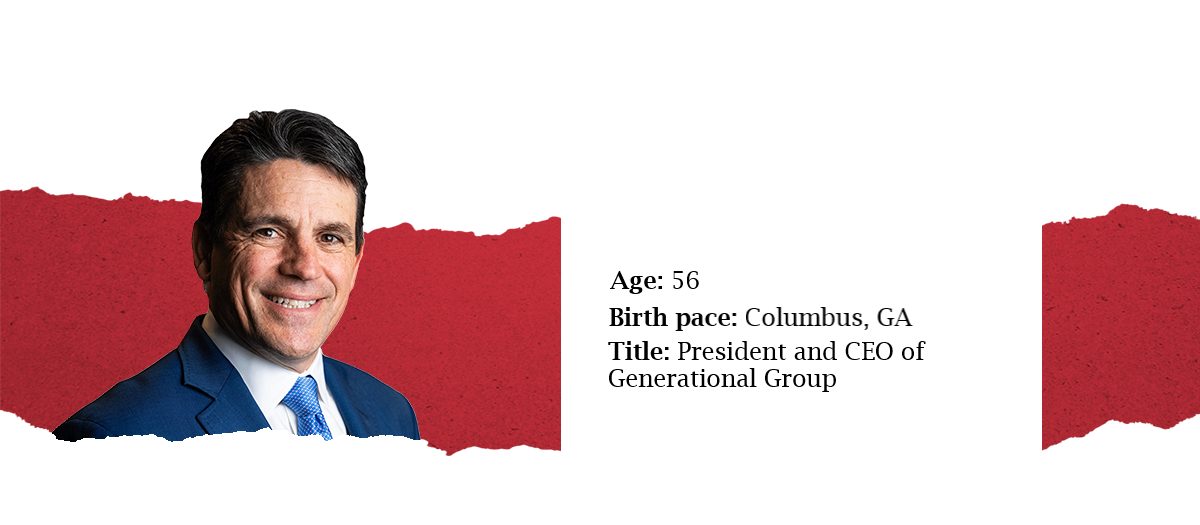 Age: 56
Birth pace: Columbus, GA
Title: President and CEO of
Generational Group